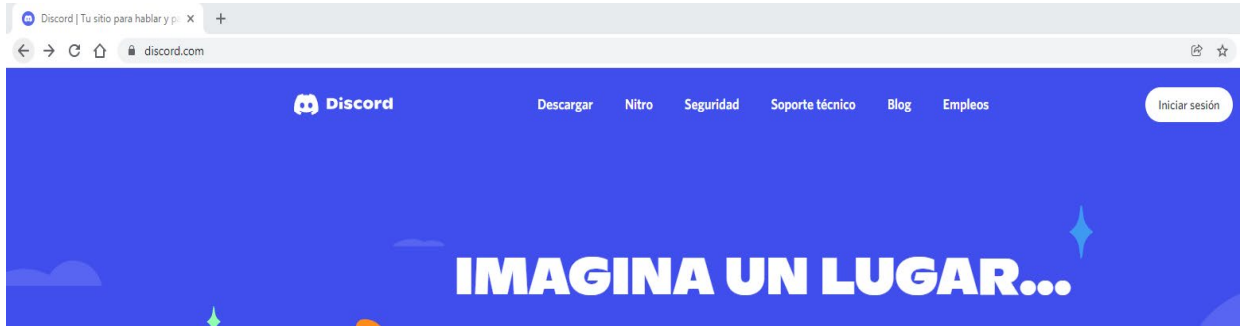 Discord | Tu sitio para hablar y p
discord.com
Discord Descargar Nitro Seguridad Soporte técnico Blog Empleos Iniciar sesión
IMAGINA UN LUGAR...